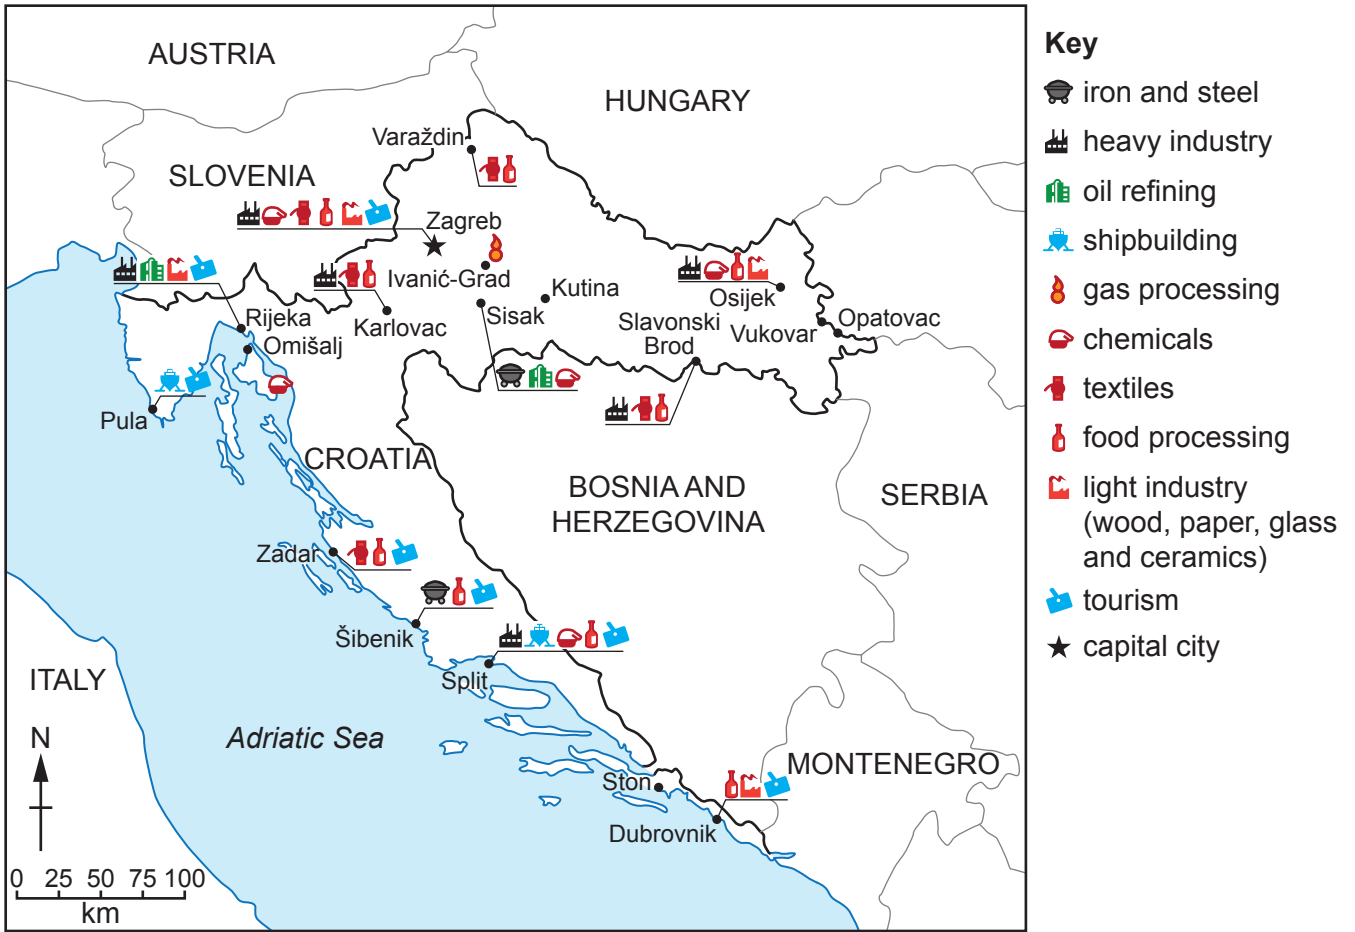 AUSTRIA
HUNGARY
Varaždin
SLOVENIA
Zagreb
Ivanić-Grad
Kutina
Osijek
Rijeka
Karlovac
Sisak
Slavonski
Brod
Vukovar
Opatovac
Omišalj
Pula
CROATIA
BOSNIA AND
HERZEGOVINA
SERBIA
Zadar
Šibenik
Split
ITALY
Adriatic Sea
N
MONTENEGRO
Ston
Dubrovnik
0 25 50 75 100
km
Key
iron and steel
heavy industry
oil refining
shipbuilding
gas processing
chemicals
textiles
food processing
light industry
(wood, paper, glass
and ceramics)
tourism
capital city